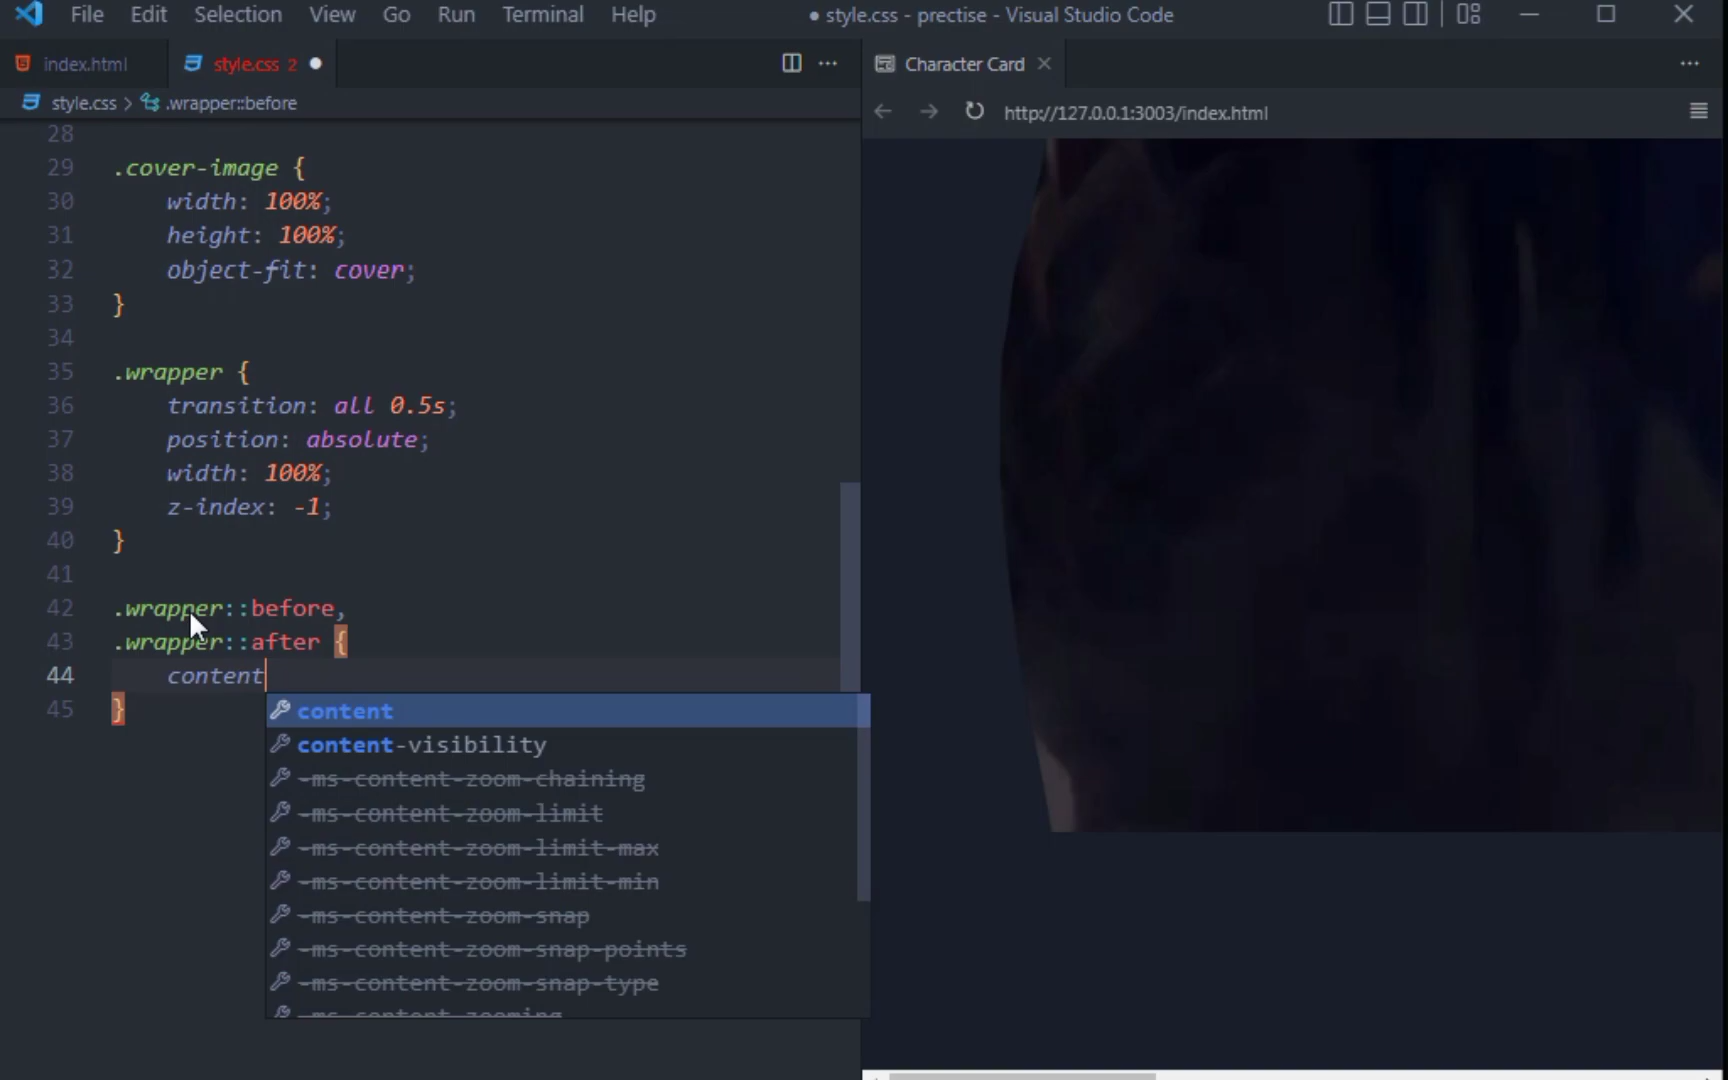 File Edit Selection View Go Run Terminal Help
● style.css - prectise - Visual Studio Code
index.html
style.css 2 ●
Character Card
style.css > .wrapper::before
http://127.0.0.1:3003/index.html
28
29 .cover-image {
30 width: 100%;
31 height: 100%;
32 object-fit: cover;
33 }
34
35 .wrapper {
36 transition: all 0.5s;
37 position: absolute;
38 width: 100%;
39 z-index: -1;
40 }
41
42 .wrapper::before,
43 .wrapper::after {
44 content
45 }
content
content-visibility
-ms-content-zoom-chaining
-ms-content-zoom-limit
-ms-content-zoom-limit-max
-ms-content-zoom-limit-min
-ms-content-zoom-snap
-ms-content-zoom-snap-points
-ms-content-zoom-snap-type
-ms-content-zooming